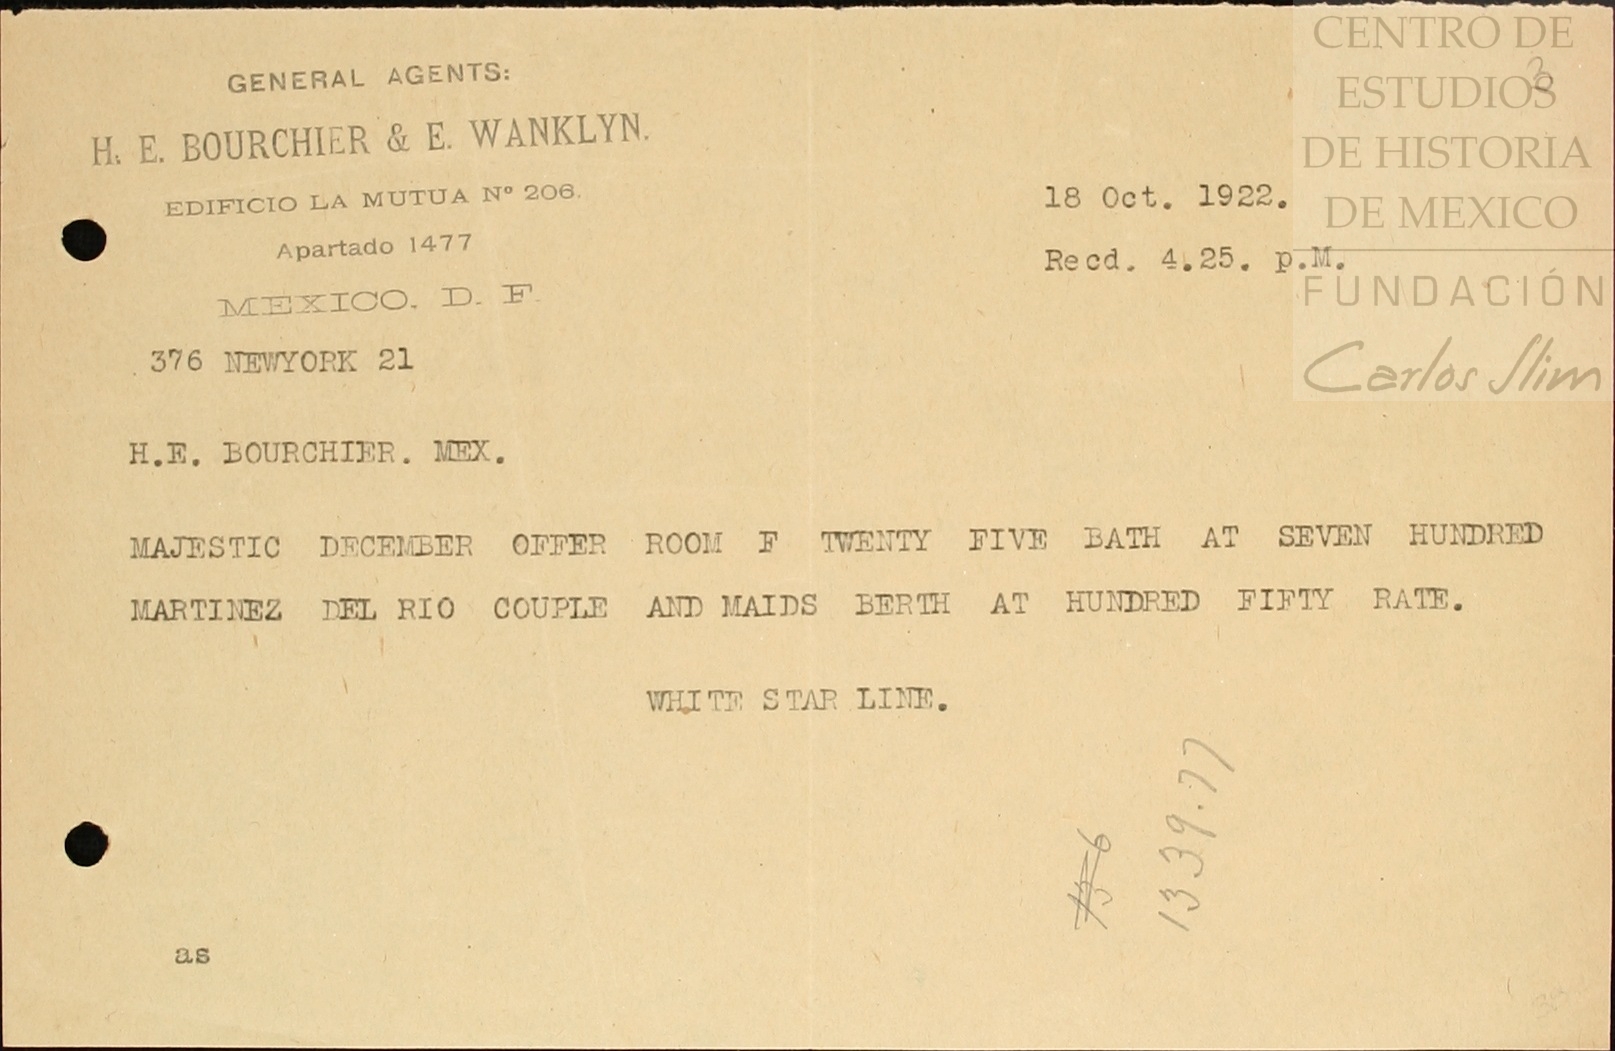 GENERAL AGENTS:
H. E. BOURCHIER & E. WANKLYN.
EDIFICIO LA MUTUA Nº 206.
Apartado 1477
MEXICO, D. F.
18 Oct. 1922.
Recd. 4.25. p.M.
376 NEWYORK 21
H.E. BOURCHIER. MEX.
MAJESTIC DECEMBER OFFER ROOM F TWENTY FIVE BATH AT SEVEN HUNDRED
MARTINEZ DEL RIO COUPLE AND MAIDS BERTH AT HUNDRED FIFTY RATE.
WHITE STAR LINE.
1339.77
as
CENTRO DE
ESTUDIOS
DE HISTORIA
DE MEXICO
FUNDACIÓN
Carlos Slim
3